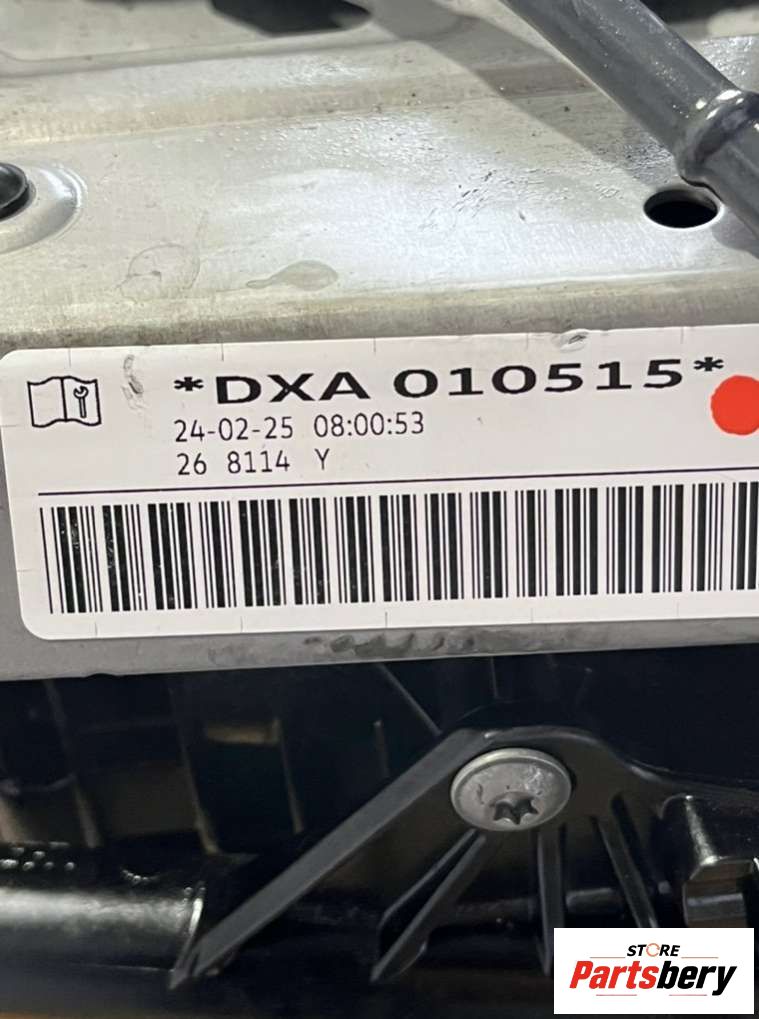 *DXA 010515*
24-02-25 08:00:53
26 8114 Y
STORE
Partsbery